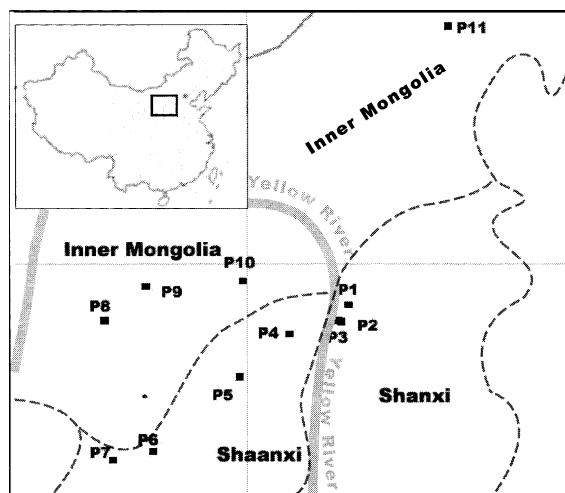 P11
Inner Mongolia
Yellow River
Inner Mongolia
P10
P9
P8
P1
P2
P3
P4
P5
Shanxi
P6
P7
Shaanxi
Yellow River